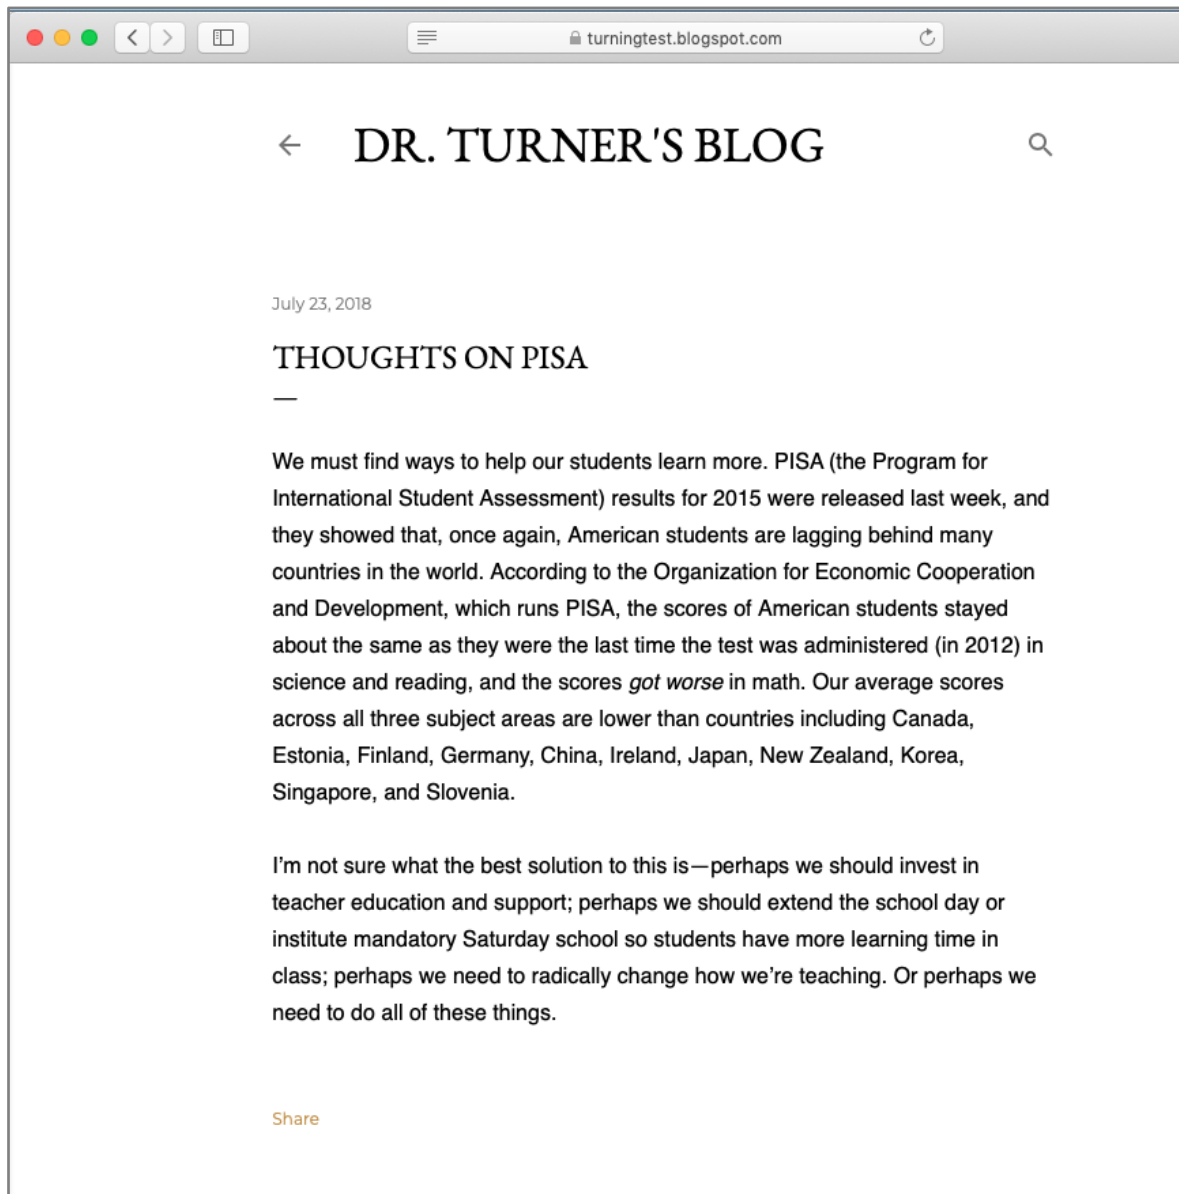 turningtest.blogspot.com
DR. TURNER'S BLOG
July 23, 2018
THOUGHTS ON PISA
We must find ways to help our students learn more. PISA (the Program for
International Student Assessment) results for 2015 were released last week, and
they showed that, once again, American students are lagging behind many
countries in the world. According to the Organization for Economic Cooperation
and Development, which runs PISA, the scores of American students stayed
about the same as they were the last time the test was administered (in 2012) in
science and reading, and the scores got worse in math. Our average scores
across all three subject areas are lower than countries including Canada,
Estonia, Finland, Germany, China, Ireland, Japan, New Zealand, Korea,
Singapore, and Slovenia.
I’m not sure what the best solution to this is—perhaps we should invest in
teacher education and support; perhaps we should extend the school day or
institute mandatory Saturday school so students have more learning time in
class; perhaps we need to radically change how we’re teaching. Or perhaps we
need to do all of these things.
Share